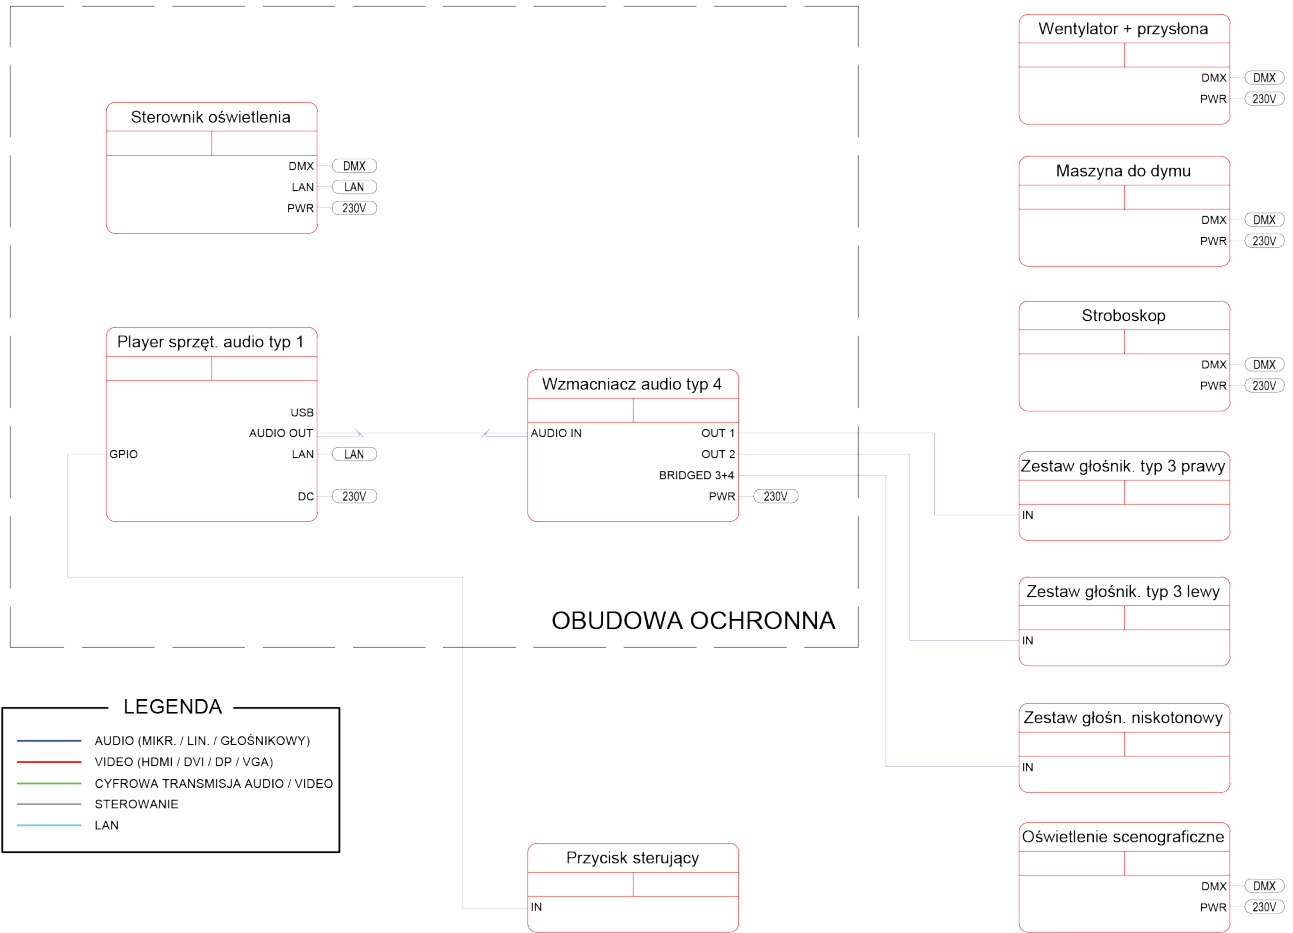 Sterownik oświetlenia
DMX DMX
LAN LAN
PWR 230V
Player sprzęt. audio typ 1
USB
AUDIO OUT
GPIO LAN LAN
DC 230V
Wzmacniacz audio typ 4
AUDIO IN OUT 1
OUT 2
BRIDGED 3+4
PWR 230V
OBUDOWA OCHRONNA
Wentylator + przysłona
DMX DMX
PWR 230V
Maszyna do dymu
DMX DMX
PWR 230V
Stroboskop
DMX DMX
PWR 230V
Zestaw głośnik. typ 3 prawy
IN
Zestaw głośnik. typ 3 lewy
IN
Zestaw głośn. niskotonowy
IN
Oświetlenie scenograficzne
DMX DMX
PWR 230V
Przycisk sterujący
IN
LEGENDA
AUDIO (MIKR. / LIN. / GŁOŚNIKOWY)
VIDEO (HDMI / DVI / DP / VGA)
CYFROWA TRANSMISJA AUDIO / VIDEO
STEROWANIE
LAN